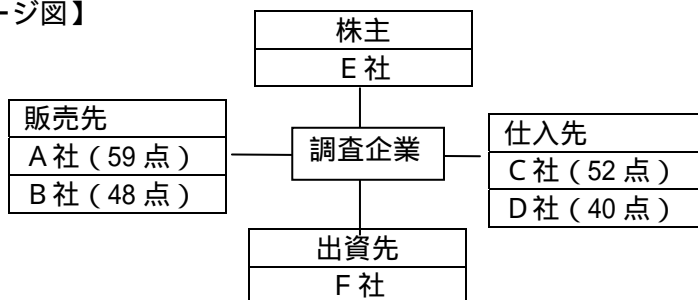 ージ図】
株主
E社
販売先
A社(59点)
B社(48点)
調査企業
仕入先
C社(52点)
D社(40点)
出資先
F社